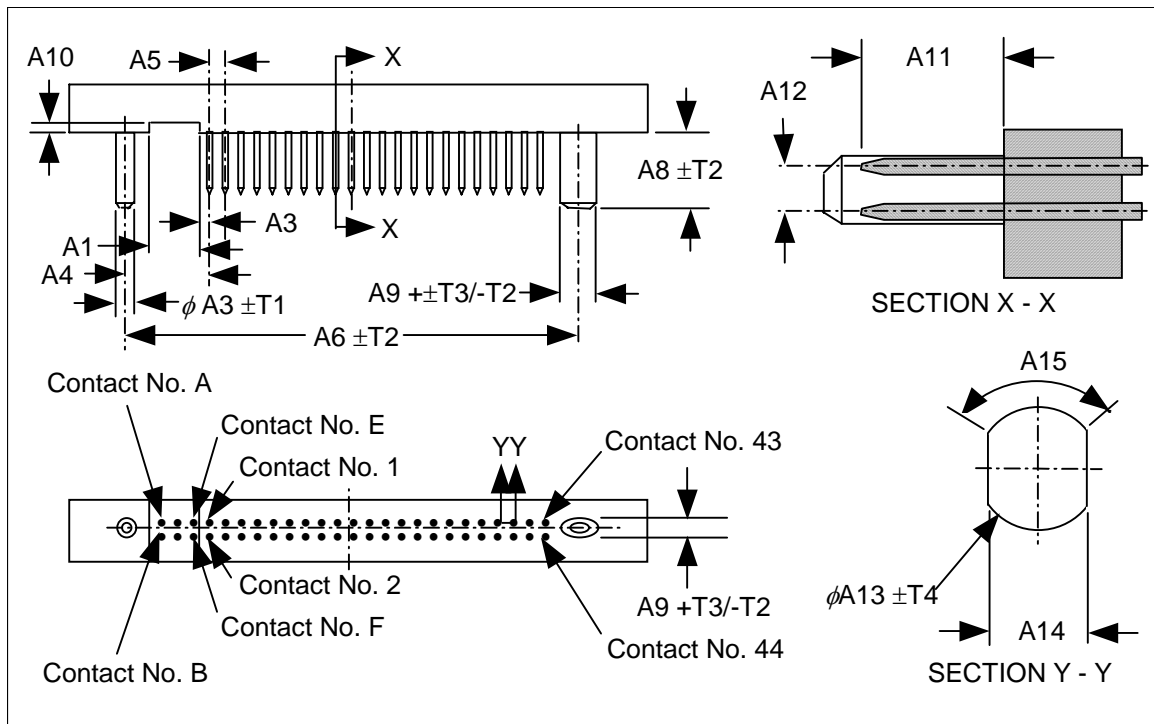 A10
A5
X
A11
A12
A8 ±T2
A3
X
A1
A4
ϕ A3 ±T1
A9 +±T3/-T2
A6 ±T2
SECTION X - X
Contact No. A
Contact No. E
Contact No. 1
YY
Contact No. 43
A15
Contact No. 2
Contact No. F
Contact No. B
A9 +T3/-T2
Contact No. 44
ϕA13 ±T4
A14
SECTION Y - Y